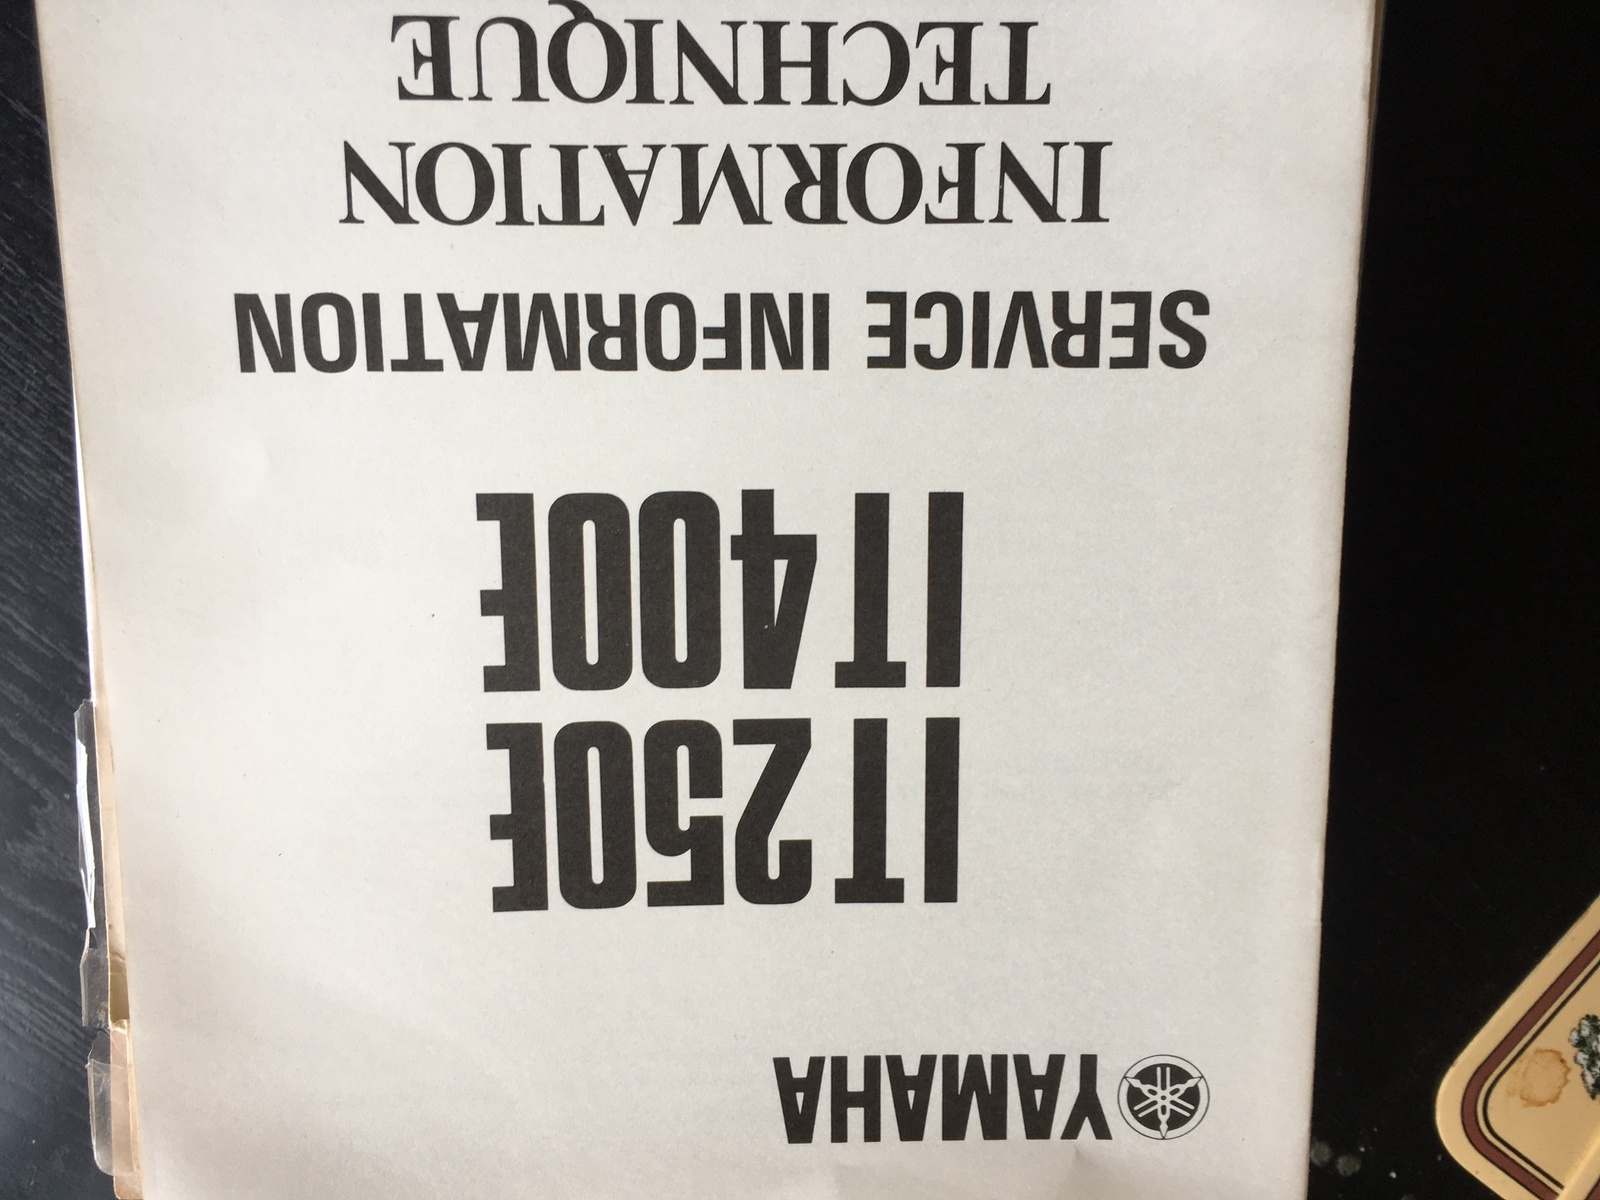 YAMAHA
IT250E
IT400E
SERVICE INFORMATION
INFORMATION
TECHNIQUE